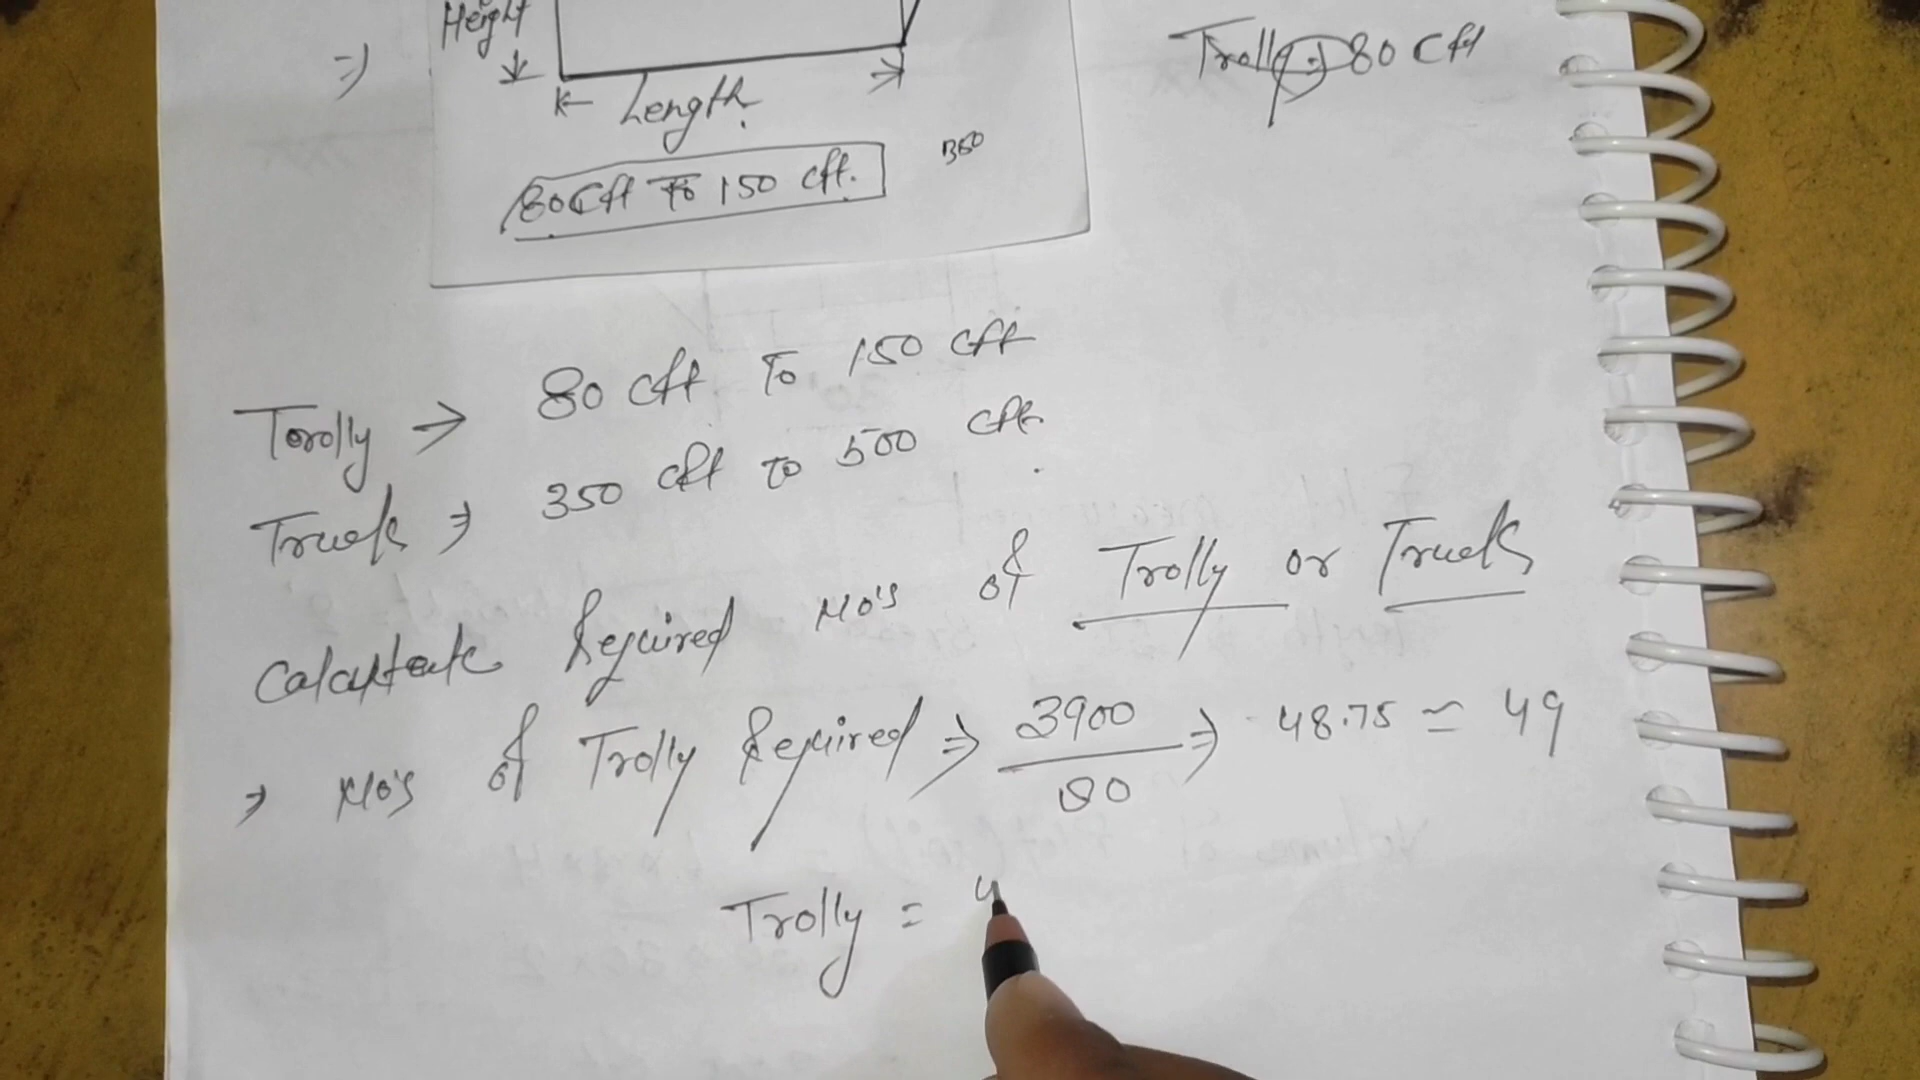 Height
Trolly ⇒ 80 Cft
⇒)
Length
80 Cft To 150 Cft.
350
Trolly → 80 cft To 150 cft
Truck ⇒ 350 cft to 500 cft.
Calculate Required No's of Trolly or Truck
⇒ No's of Trolly Required ⇒ 3900 / 80 ⇒ 48.75 ≃ 49
Trolly = 4